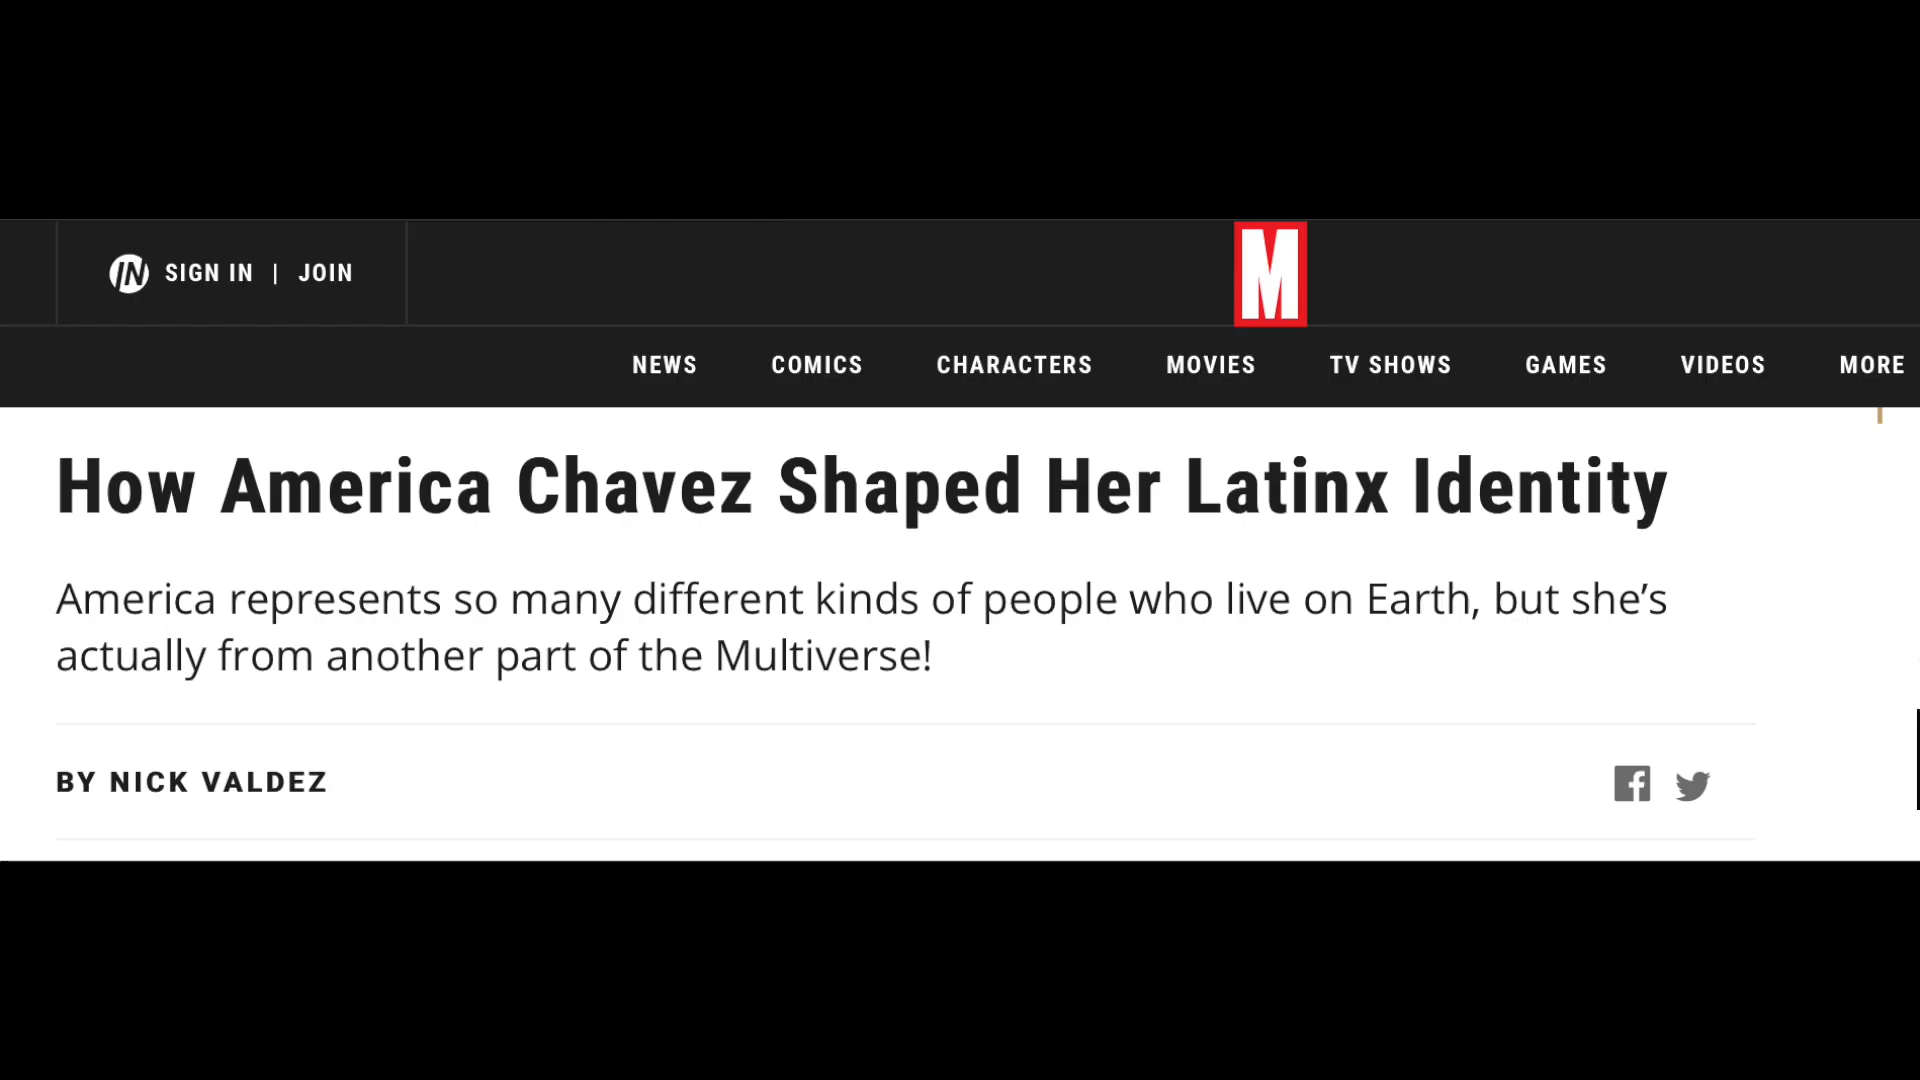 IN SIGN IN | JOIN
M
NEWS COMICS CHARACTERS MOVIES TV SHOWS GAMES VIDEOS MORE
How America Chavez Shaped Her Latinx Identity
America represents so many different kinds of people who live on Earth, but she’s
actually from another part of the Multiverse!
BY NICK VALDEZ